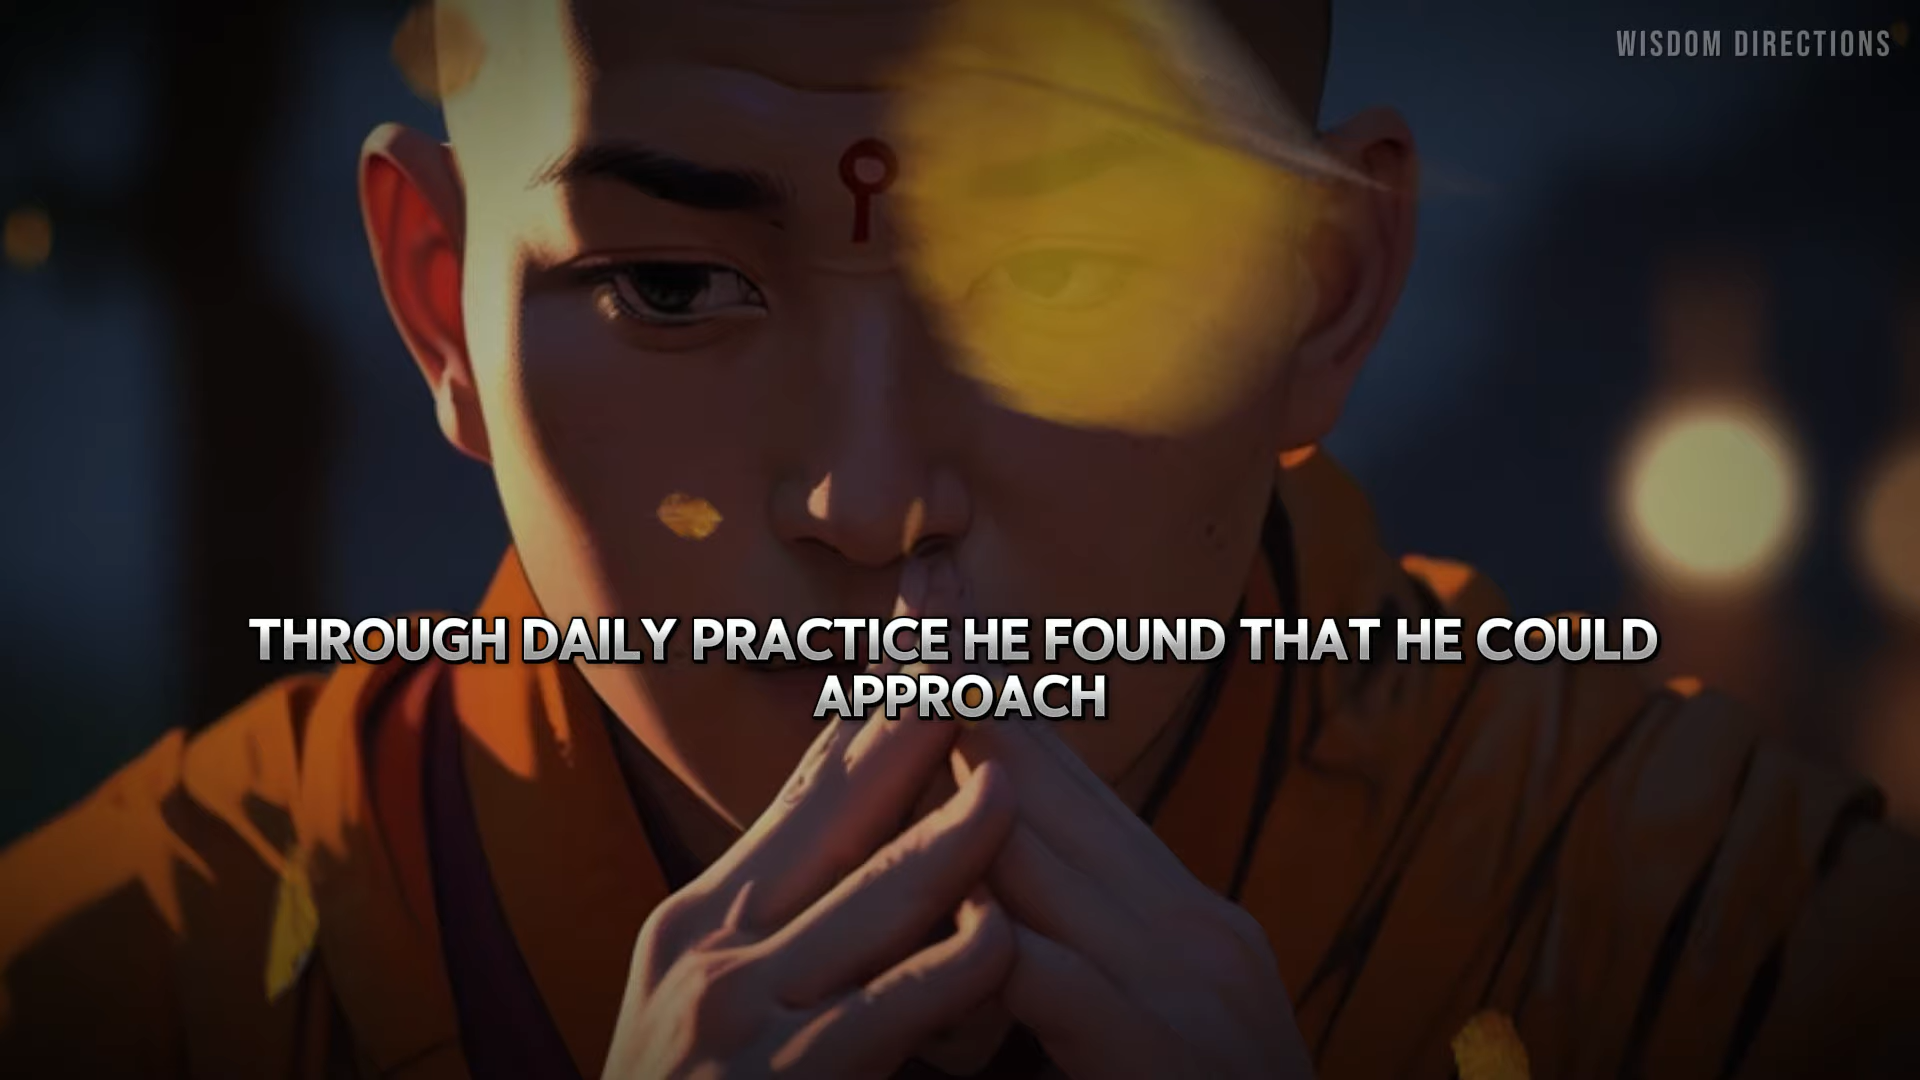 WISDOM DIRECTIONS
THROUGH DAILY PRACTICE HE FOUND THAT HE COULD
APPROACH